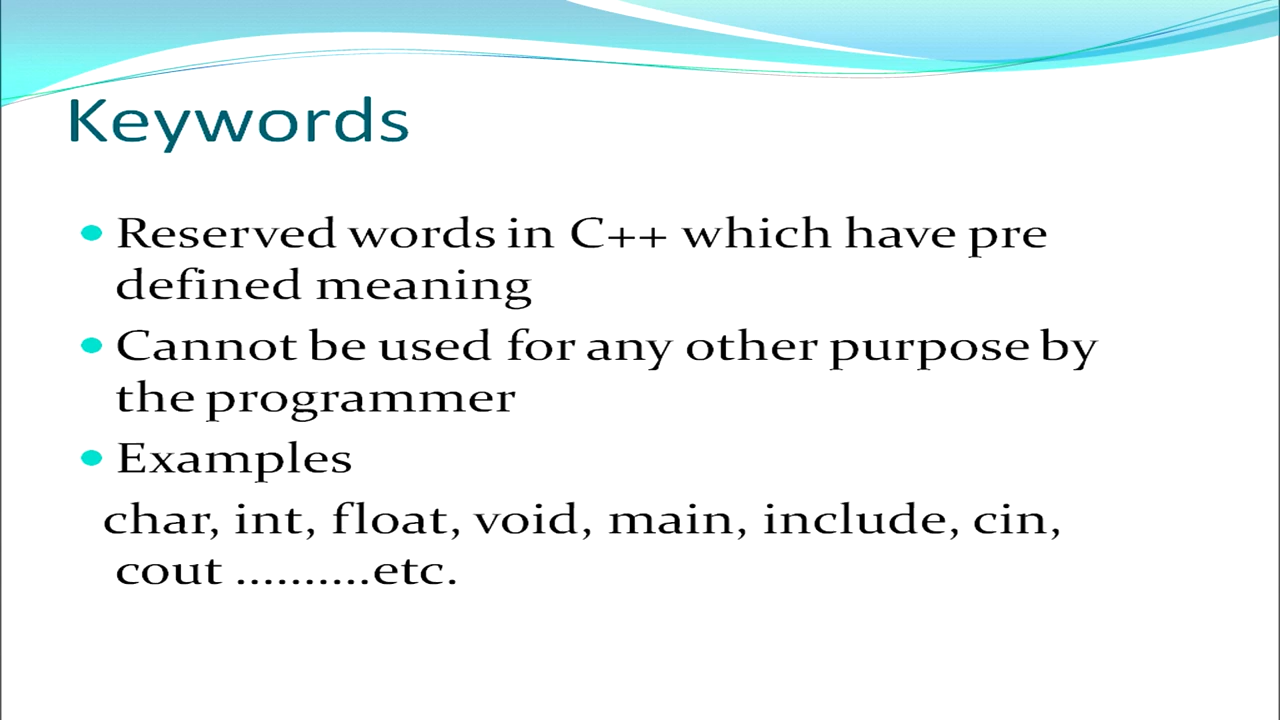 Keywords
Reserved words in C++ which have pre
defined meaning
Cannot be used for any other purpose by
the programmer
Examples
char, int, float, void, main, include, cin,
cout ..........etc.